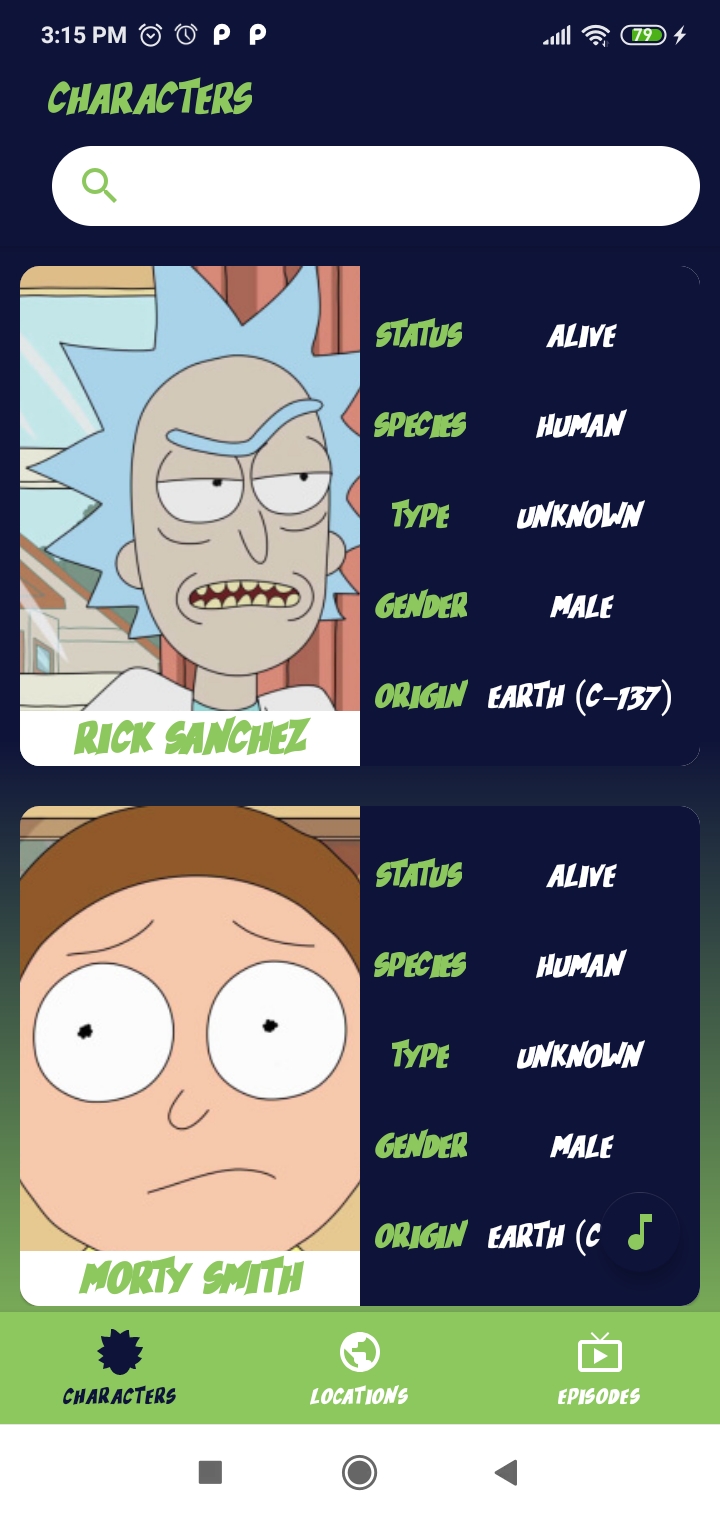 3:15 PM 79
CHARACTERS
STATUS ALIVE
SPECIES HUMAN
TYPE UNKNOWN
GENDER MALE
ORIGIN EARTH (C-137)
RICK SANCHEZ
STATUS ALIVE
SPECIES HUMAN
TYPE UNKNOWN
GENDER MALE
ORIGIN EARTH (C
MORTY SMITH
CHARACTERS LOCATIONS EPISODES